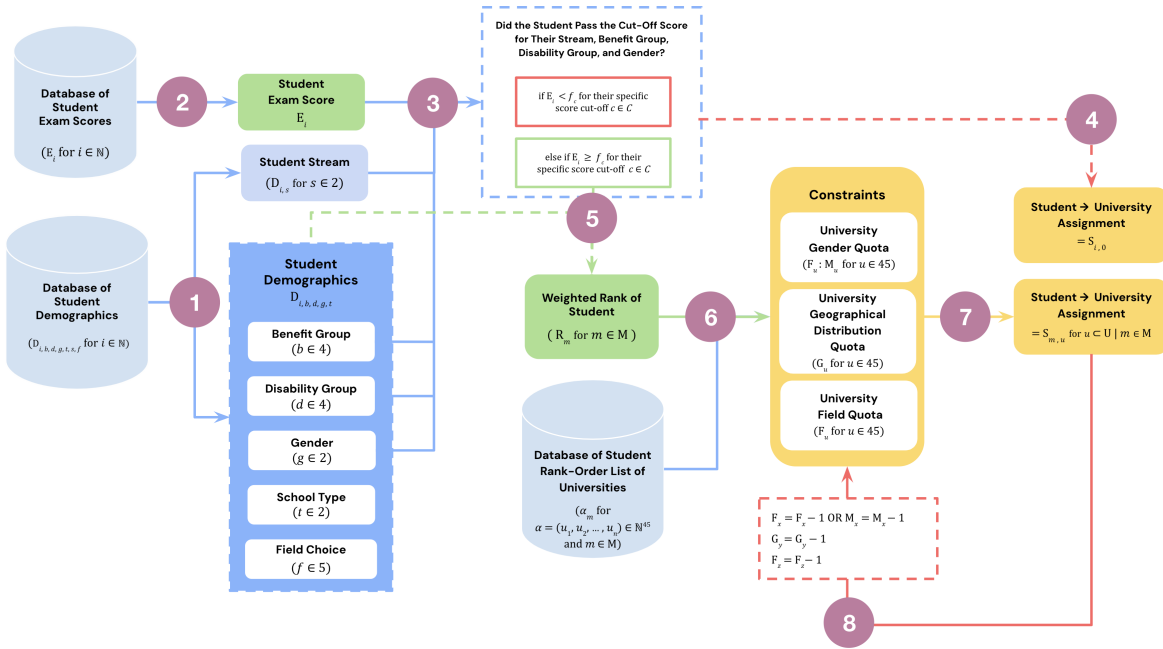 Database of
Student
Exam Scores
(E_i for i ∈ ℕ)
2
Student
Exam Score
E_i
3
Did the Student Pass the Cut-Off Score
for Their Stream, Benefit Group,
Disability Group, and Gender?
if E_i < f_c for their specific
score cut-off c ∈ C
else if E_i ≥ f_c for their
specific score cut-off c ∈ C
4
Student → University
Assignment
= S_{i,0}
Student Stream
(D_{i,s} for s ∈ 2)
Database of
Student
Demographics
(D_{i,b,d,g,t,s,f} for i ∈ ℕ)
1
Student
Demographics
D_{i,b,d,g,t}
Benefit Group
(b ∈ 4)
Disability Group
(d ∈ 4)
Gender
(g ∈ 2)
School Type
(t ∈ 2)
Field Choice
(f ∈ 5)
5
Weighted Rank of
Student
( R_m for m ∈ M )
6
Database of Student
Rank-Order List of
Universities
(α_m for
α = (u_1, u_2, ... , u_n) ∈ ℕ^45
and m ∈ M)
Constraints
University
Gender Quota
(F_u : M_u for u ∈ 45)
University
Geographical
Distribution
Quota
(G_u for u ∈ 45)
University
Field Quota
(F_u for u ∈ 45)
7
Student → University
Assignment
= S_{m,u} for u ⊂ U | m ∈ M
F_x = F_x − 1 OR M_x = M_x − 1
G_y = G_y − 1
F_z = F_z − 1
8